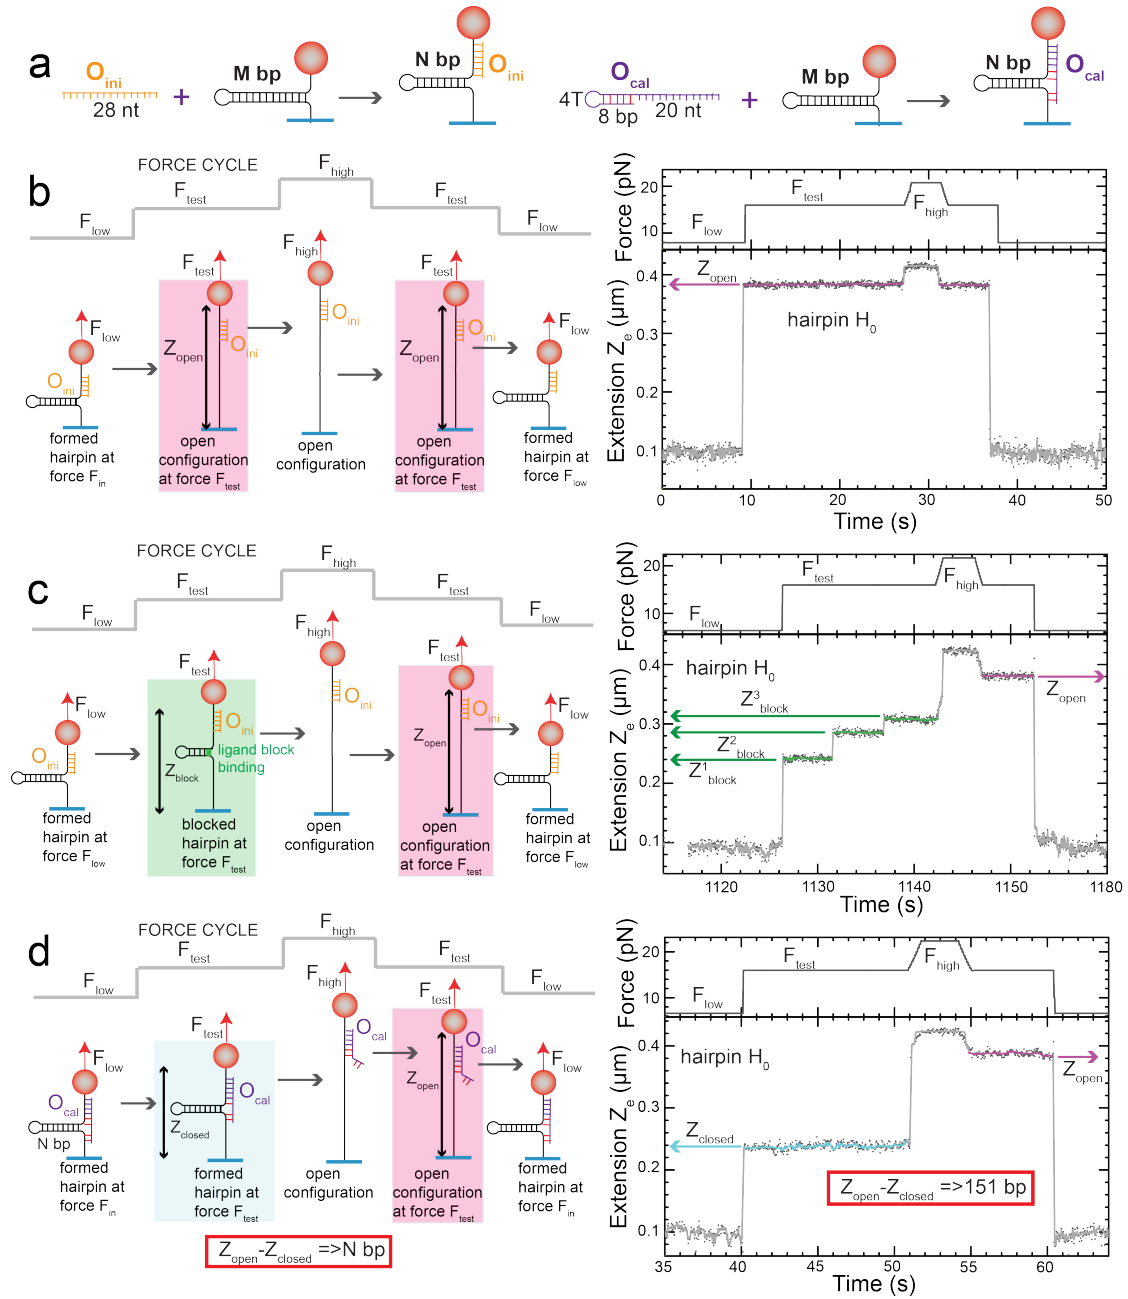 a
O ini
28 nt
+
M bp
N bp
O ini
4T
8 bp
O cal
20 nt
+
M bp
N bp
O cal
b
FORCE CYCLE
F low
F test
F high
F test
F low
F low
O ini
formed
hairpin at
force F in
F test
Z open
O ini
open
configuration
at force F test
F high
O ini
open
configuration
F test
Z open
O ini
open
configuration
at force F test
F low
O ini
formed
hairpin at
force F low
Force (pN)
20
10
F low
F test
F high
Extension Z e (µm)
0.4
0.3
0.1
Z open
hairpin H 0
0 10 20 30 40 50
Time (s)
c
FORCE CYCLE
F low
F test
F high
F test
F low
F low
O ini
formed
hairpin at
force F low
F test
O ini
ligand block
binding
Z block
blocked
hairpin at
force F test
F high
O ini
open
configuration
F test
Z open
O ini
open
configuration
at force F test
F low
O ini
formed
hairpin at
force F low
Force (pN)
20
10
F low
F test
F high
Extension Z e (µm)
0.4
0.3
0.1
hairpin H 0
Z 3 block
Z 2 block
Z 1 block
Z open
1120 1130 1140 1150 1180
Time (s)
d
FORCE CYCLE
F low
F test
F high
F test
F low
F low
O cal
N bp
formed
hairpin at
force F in
F test
O cal
Z closed
formed
hairpin at
force F test
F high
O cal
open
configuration
F test
O cal
Z open
open
configuration
at force F test
F low
O cal
formed
hairpin at
force F in
Z open-Z closed =>N bp
Force (pN)
20
10
F low
F test
F high
Extension Z e (µm)
0.4
0.2
0.1
hairpin H 0
Z closed
Z open
Z open-Z closed =>151 bp
35 40 45 50 55 60
Time (s)